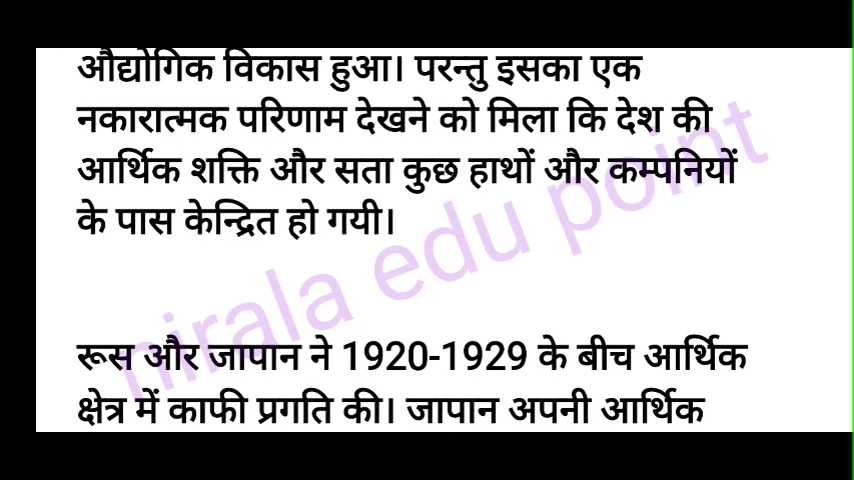 औद्योगिक विकास हुआ। परन्तु इसका एक
नकारात्मक परिणाम देखने को मिला कि देश की
आर्थिक शक्ति और सता कुछ हाथों और कम्पनियों
के पास केन्द्रित हो गयी।
nirala edu point
रूस और जापान ने 1920-1929 के बीच आर्थिक
क्षेत्र में काफी प्रगति की। जापान अपनी आर्थिक